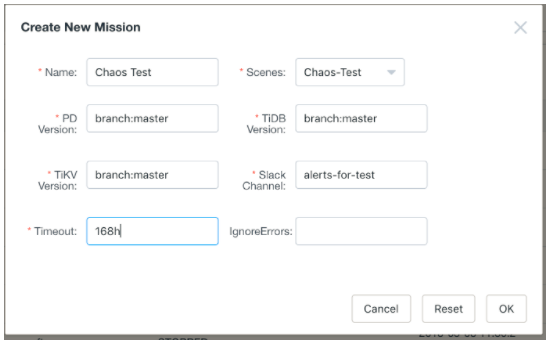 Create New Mission
* Name: Chaos Test * Scenes: Chaos-Test
* PD Version: branch:master * TiDB Version: branch:master
* TiKV Version: branch:master * Slack Channel: alerts-for-test
* Timeout: 168h IgnoreErrors:
Cancel Reset OK